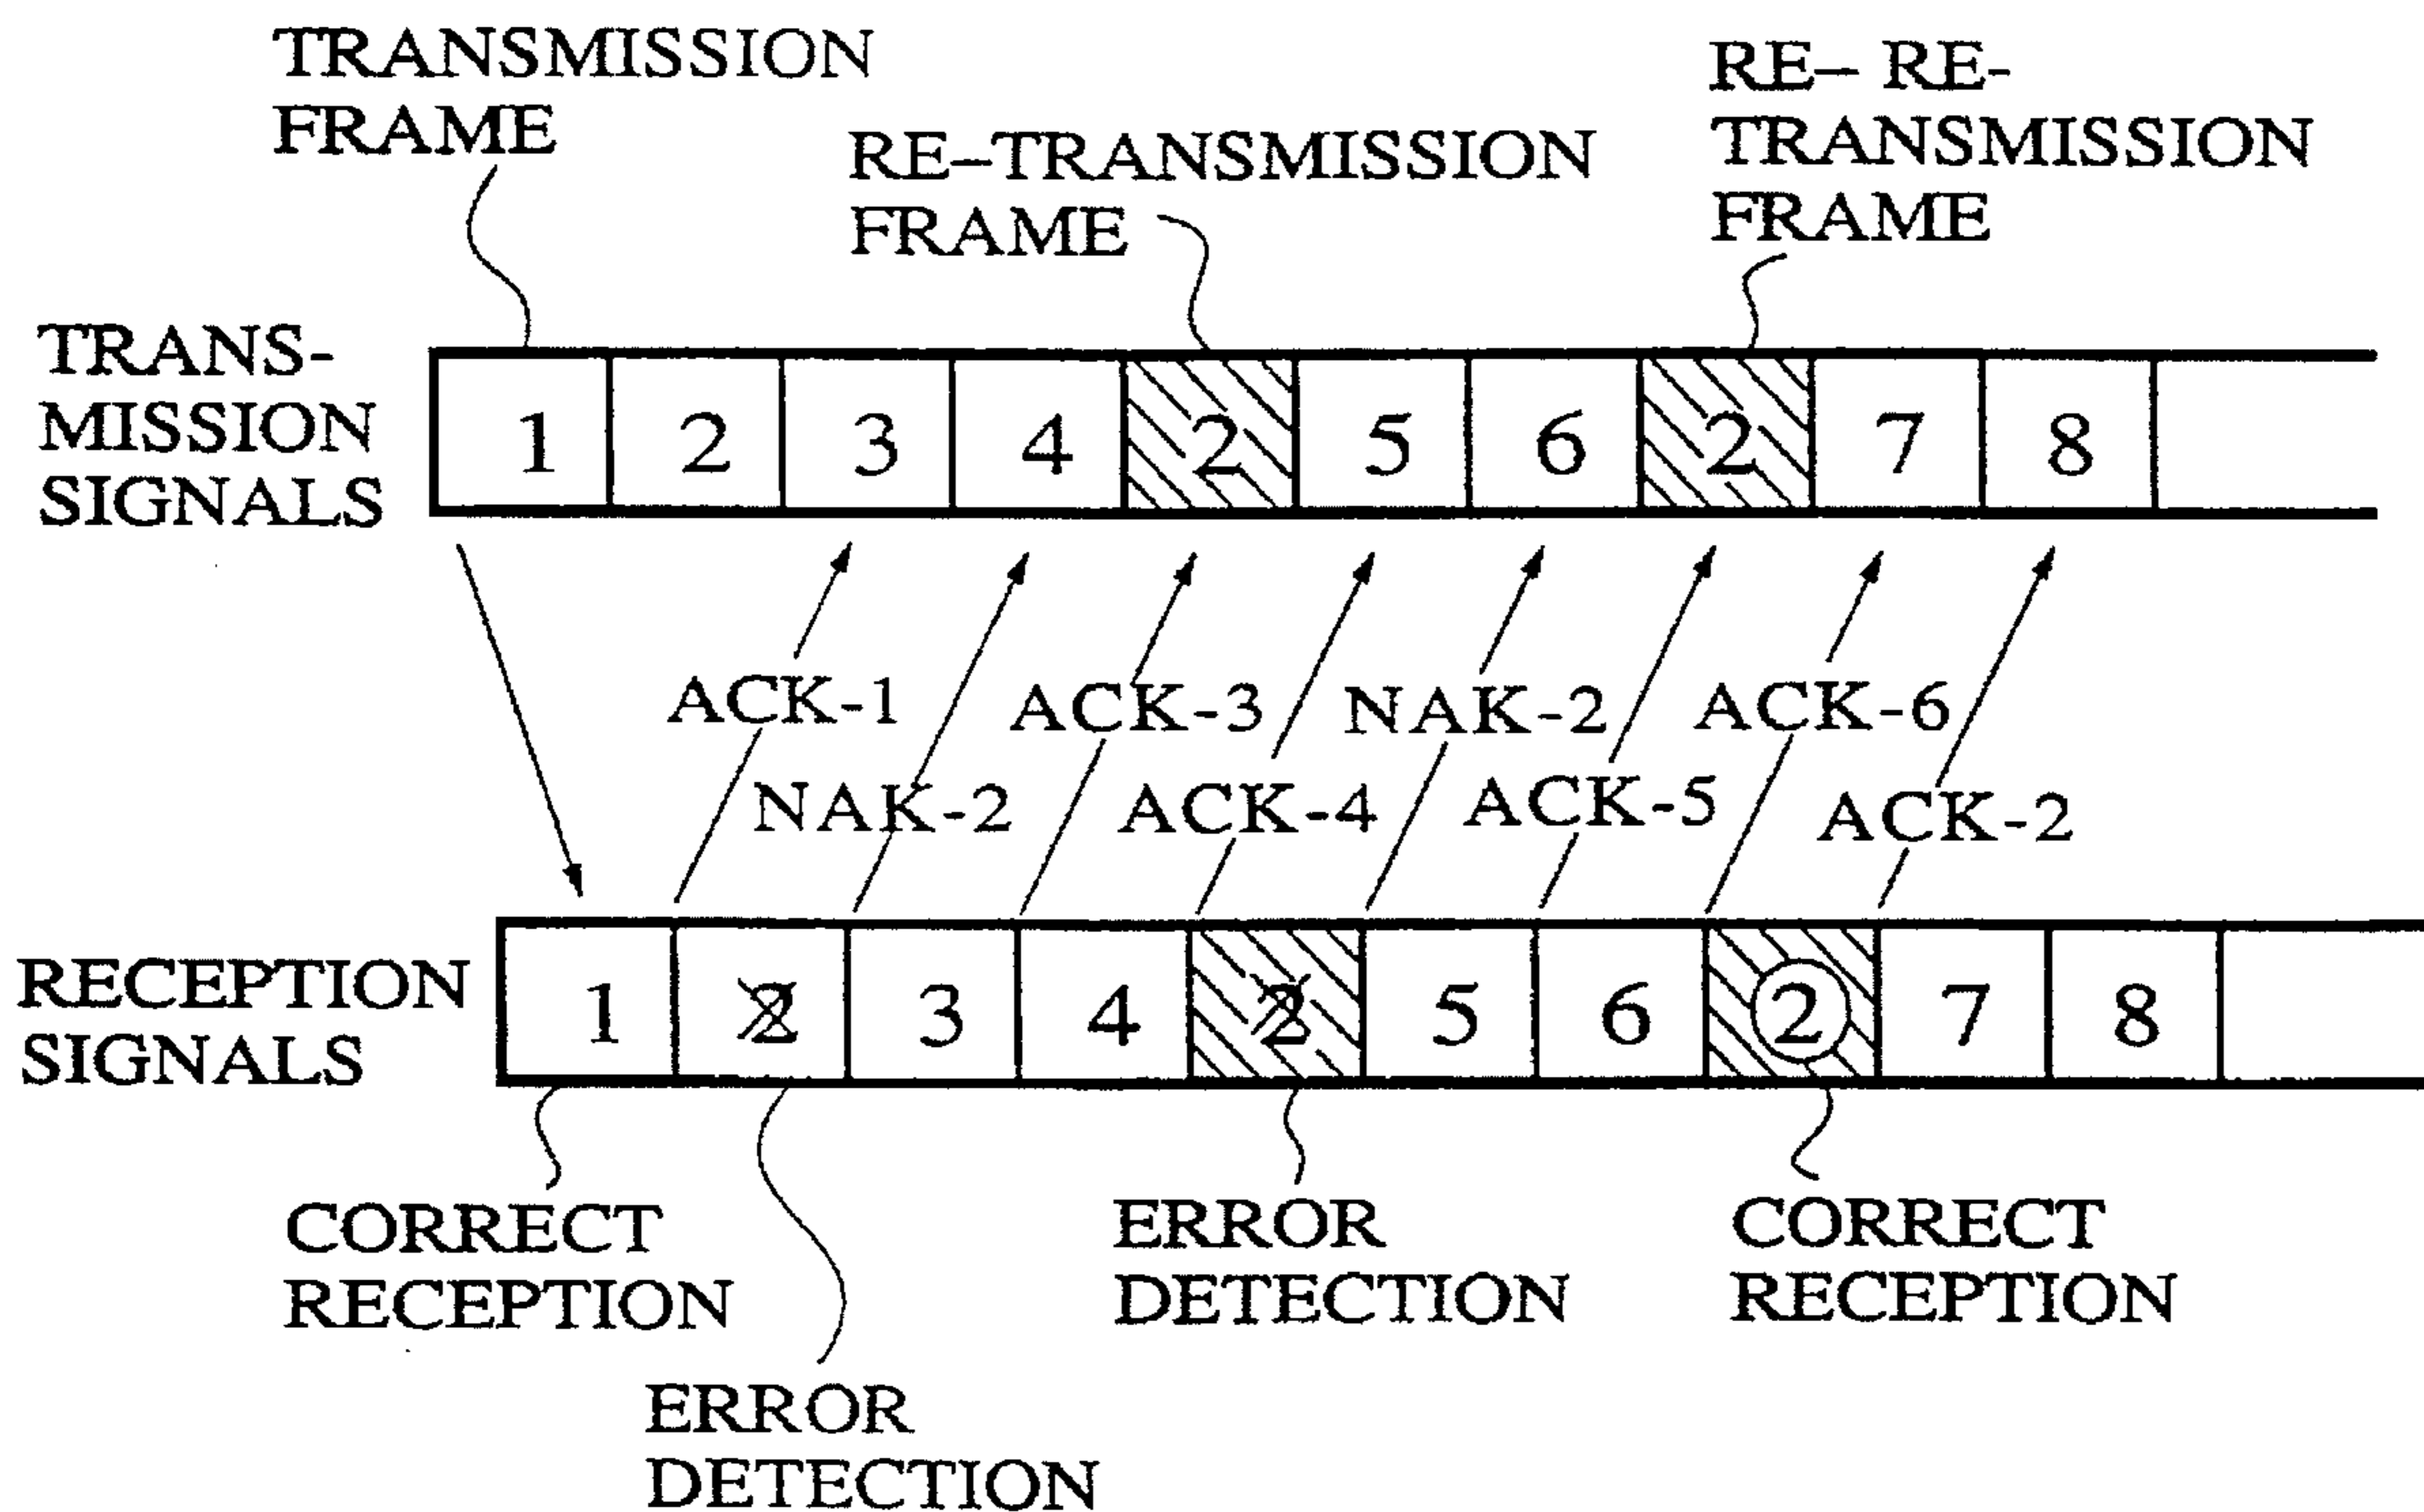 TRANSMISSION
FRAME
RE–TRANSMISSION
FRAME
RE– RE-
TRANSMISSION
FRAME
TRANS-
MISSION
SIGNALS
1 2 3 4 2 5 6 2 7 8
ACK-1 ACK-3 NAK-2 ACK-6
NAK-2 ACK-4 ACK-5 ACK-2
RECEPTION
SIGNALS
1 2 3 4 2 5 6 2 7 8
CORRECT
RECEPTION
ERROR
DETECTION
ERROR
DETECTION
CORRECT
RECEPTION